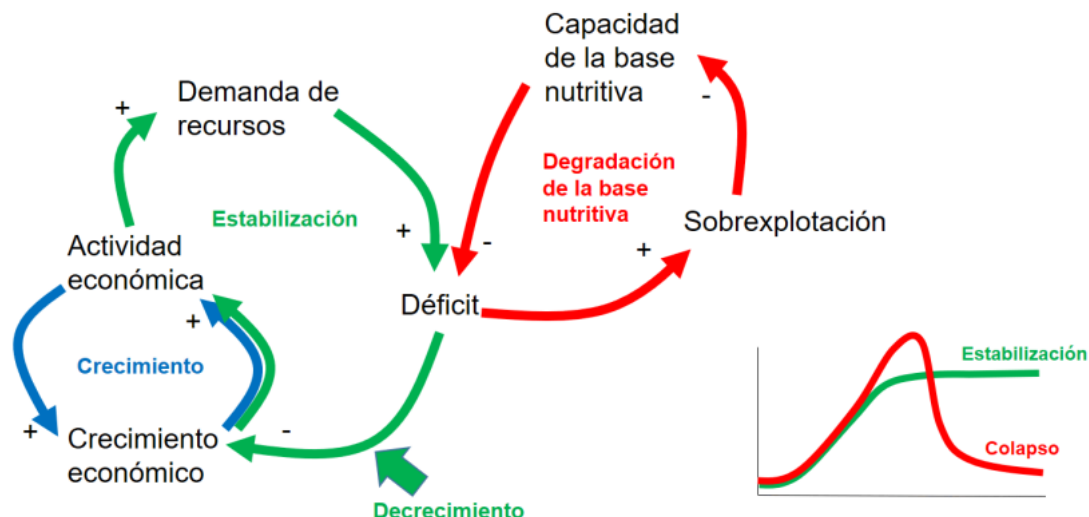 Capacidad
de la base
nutritiva
-
+
Demanda de
recursos
Degradación
de la base
nutritiva
Estabilización
Sobrexplotación
+
-
+
Actividad
económica
Déficit
+
Crecimiento
+
-
Crecimiento
económico
Decrecimiento
Estabilización
Colapso